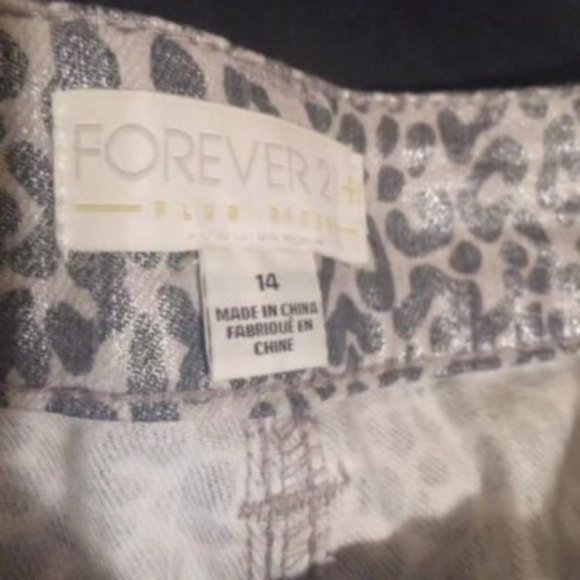 FOREVER 21
PLUS SIZES
14
MADE IN CHINA
FABRIQUÉ EN
CHINE